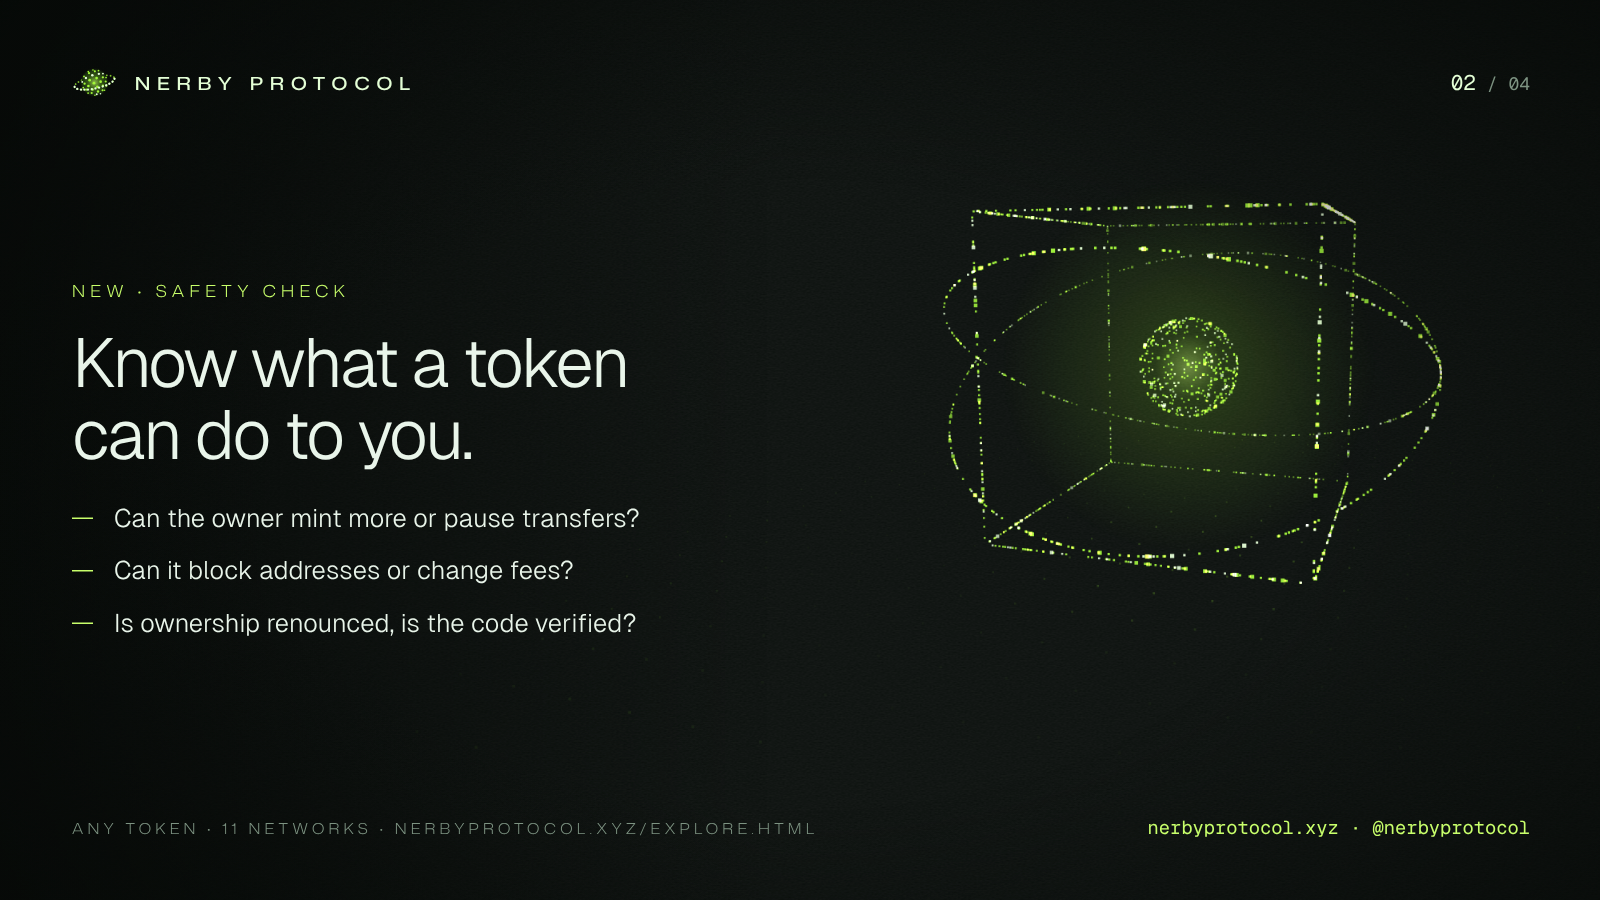 NERBY PROTOCOL
02 / 04
NEW · SAFETY CHECK
Know what a token
can do to you.
— Can the owner mint more or pause transfers?
— Can it block addresses or change fees?
— Is ownership renounced, is the code verified?
ANY TOKEN · 11 NETWORKS · NERBYPROTOCOL.XYZ/EXPLORE.HTML
nerbyprotocol.xyz · @nerbyprotocol